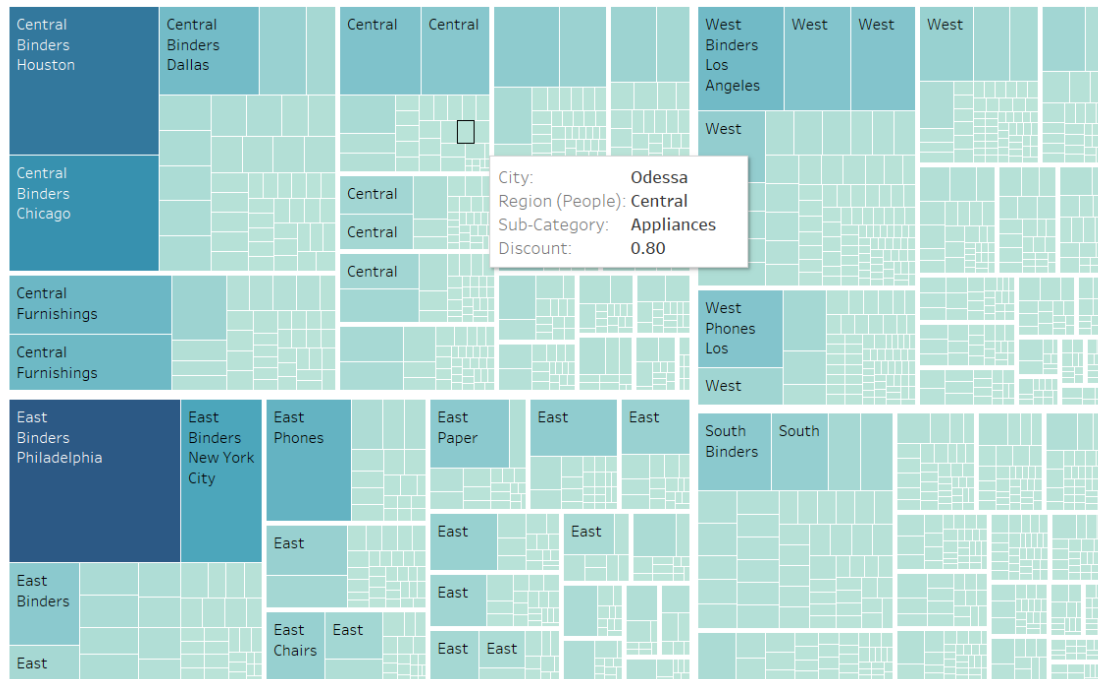 Central
Binders
Houston
Central
Binders
Dallas
Central
Binders
Chicago
Central
Furnishings
Central
Furnishings
Central
Central
Central
Central
Central
City: Odessa
Region (People): Central
Sub-Category: Appliances
Discount: 0.80
West
Binders
Los
Angeles
West
West
West
West
West
Phones
Los
West
East
Binders
Philadelphia
East
Binders
New York
City
East
Binders
East
East
Phones
East
East
Chairs
East
East
Paper
East
East
East
East
East
East
East
South
Binders
South